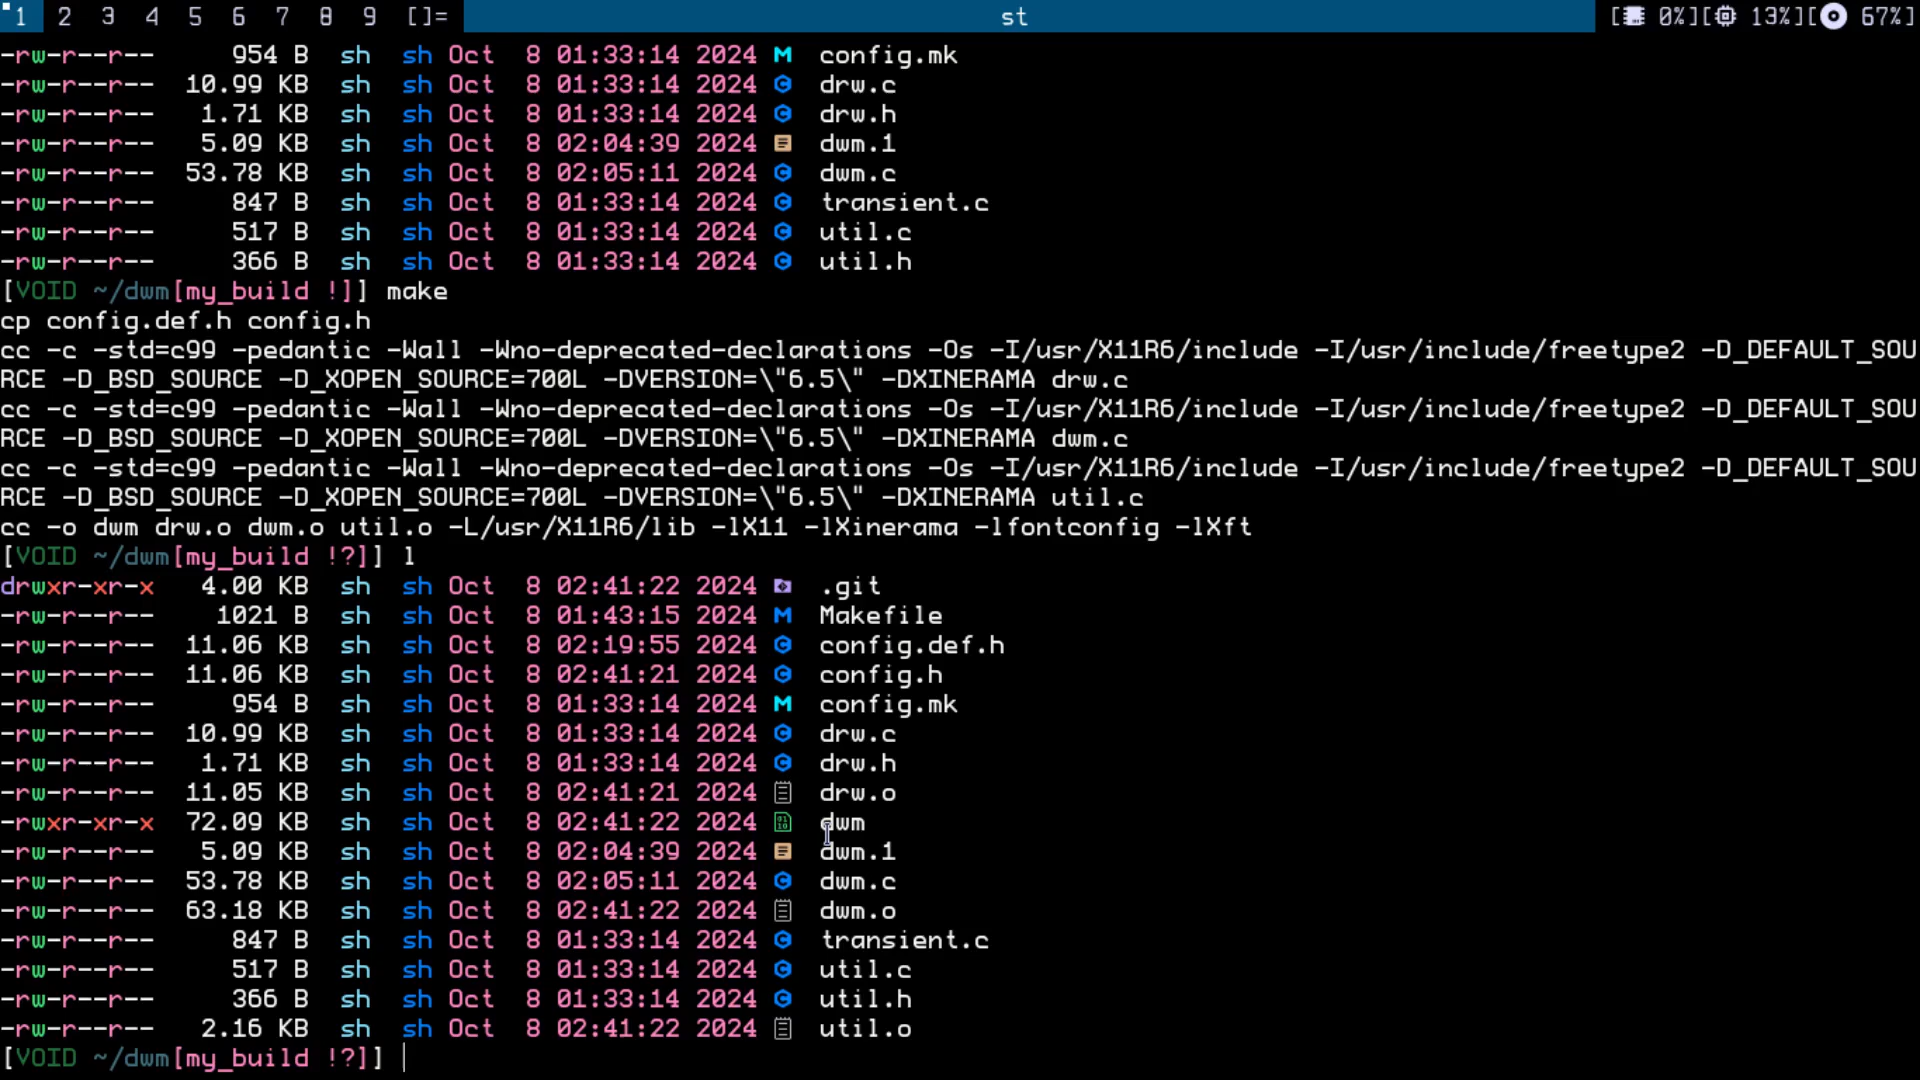 1 2 3 4 5 6 7 8 9 []= st [ 0%][ 13%][ 67%]
-rw-r--r-- 954 B sh sh Oct 8 01:33:14 2024 config.mk
-rw-r--r-- 10.99 KB sh sh Oct 8 01:33:14 2024 drw.c
-rw-r--r-- 1.71 KB sh sh Oct 8 01:33:14 2024 drw.h
-rw-r--r-- 5.09 KB sh sh Oct 8 02:04:39 2024 dwm.1
-rw-r--r-- 53.78 KB sh sh Oct 8 02:05:11 2024 dwm.c
-rw-r--r-- 847 B sh sh Oct 8 01:33:14 2024 transient.c
-rw-r--r-- 517 B sh sh Oct 8 01:33:14 2024 util.c
-rw-r--r-- 366 B sh sh Oct 8 01:33:14 2024 util.h
[VOID ~/dwm[my_build !]] make
cp config.def.h config.h
cc -c -std=c99 -pedantic -Wall -Wno-deprecated-declarations -Os -I/usr/X11R6/include -I/usr/include/freetype2 -D_DEFAULT_SOU
RCE -D_BSD_SOURCE -D_XOPEN_SOURCE=700L -DVERSION=\"6.5\" -DXINERAMA drw.c
cc -c -std=c99 -pedantic -Wall -Wno-deprecated-declarations -Os -I/usr/X11R6/include -I/usr/include/freetype2 -D_DEFAULT_SOU
RCE -D_BSD_SOURCE -D_XOPEN_SOURCE=700L -DVERSION=\"6.5\" -DXINERAMA dwm.c
cc -c -std=c99 -pedantic -Wall -Wno-deprecated-declarations -Os -I/usr/X11R6/include -I/usr/include/freetype2 -D_DEFAULT_SOU
RCE -D_BSD_SOURCE -D_XOPEN_SOURCE=700L -DVERSION=\"6.5\" -DXINERAMA util.c
cc -o dwm drw.o dwm.o util.o -L/usr/X11R6/lib -lX11 -lXinerama -lfontconfig -lXft
[VOID ~/dwm[my_build !?]] l
drwxr-xr-x 4.00 KB sh sh Oct 8 02:41:22 2024 .git
-rw-r--r-- 1021 B sh sh Oct 8 01:43:15 2024 Makefile
-rw-r--r-- 11.06 KB sh sh Oct 8 02:19:55 2024 config.def.h
-rw-r--r-- 11.06 KB sh sh Oct 8 02:41:21 2024 config.h
-rw-r--r-- 954 B sh sh Oct 8 01:33:14 2024 config.mk
-rw-r--r-- 10.99 KB sh sh Oct 8 01:33:14 2024 drw.c
-rw-r--r-- 1.71 KB sh sh Oct 8 01:33:14 2024 drw.h
-rw-r--r-- 11.05 KB sh sh Oct 8 02:41:21 2024 drw.o
-rwxr-xr-x 72.09 KB sh sh Oct 8 02:41:22 2024 dwm
-rw-r--r-- 5.09 KB sh sh Oct 8 02:04:39 2024 dwm.1
-rw-r--r-- 53.78 KB sh sh Oct 8 02:05:11 2024 dwm.c
-rw-r--r-- 63.18 KB sh sh Oct 8 02:41:22 2024 dwm.o
-rw-r--r-- 847 B sh sh Oct 8 01:33:14 2024 transient.c
-rw-r--r-- 517 B sh sh Oct 8 01:33:14 2024 util.c
-rw-r--r-- 366 B sh sh Oct 8 01:33:14 2024 util.h
-rw-r--r-- 2.16 KB sh sh Oct 8 02:41:22 2024 util.o
[VOID ~/dwm[my_build !?]]